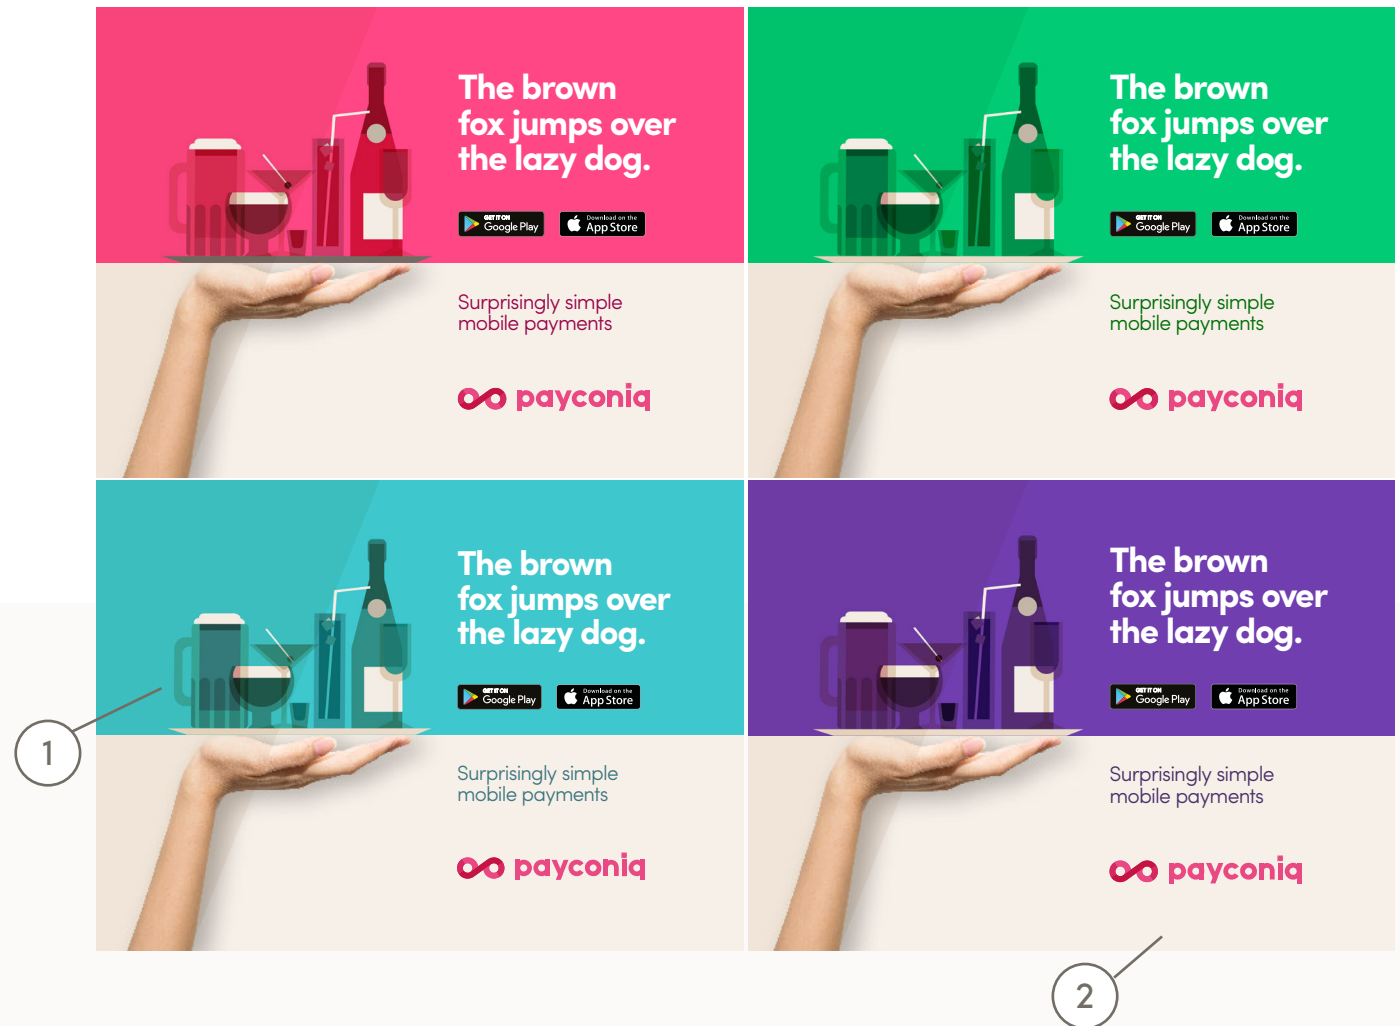 The brown
fox jumps over
the lazy dog.
GET IT ON
Google Play
Download on the
App Store
Surprisingly simple
mobile payments
payconiq
The brown
fox jumps over
the lazy dog.
GET IT ON
Google Play
Download on the
App Store
Surprisingly simple
mobile payments
payconiq
The brown
fox jumps over
the lazy dog.
GET IT ON
Google Play
Download on the
App Store
Surprisingly simple
mobile payments
payconiq
1
The brown
fox jumps over
the lazy dog.
GET IT ON
Google Play
Download on the
App Store
Surprisingly simple
mobile payments
payconiq
2